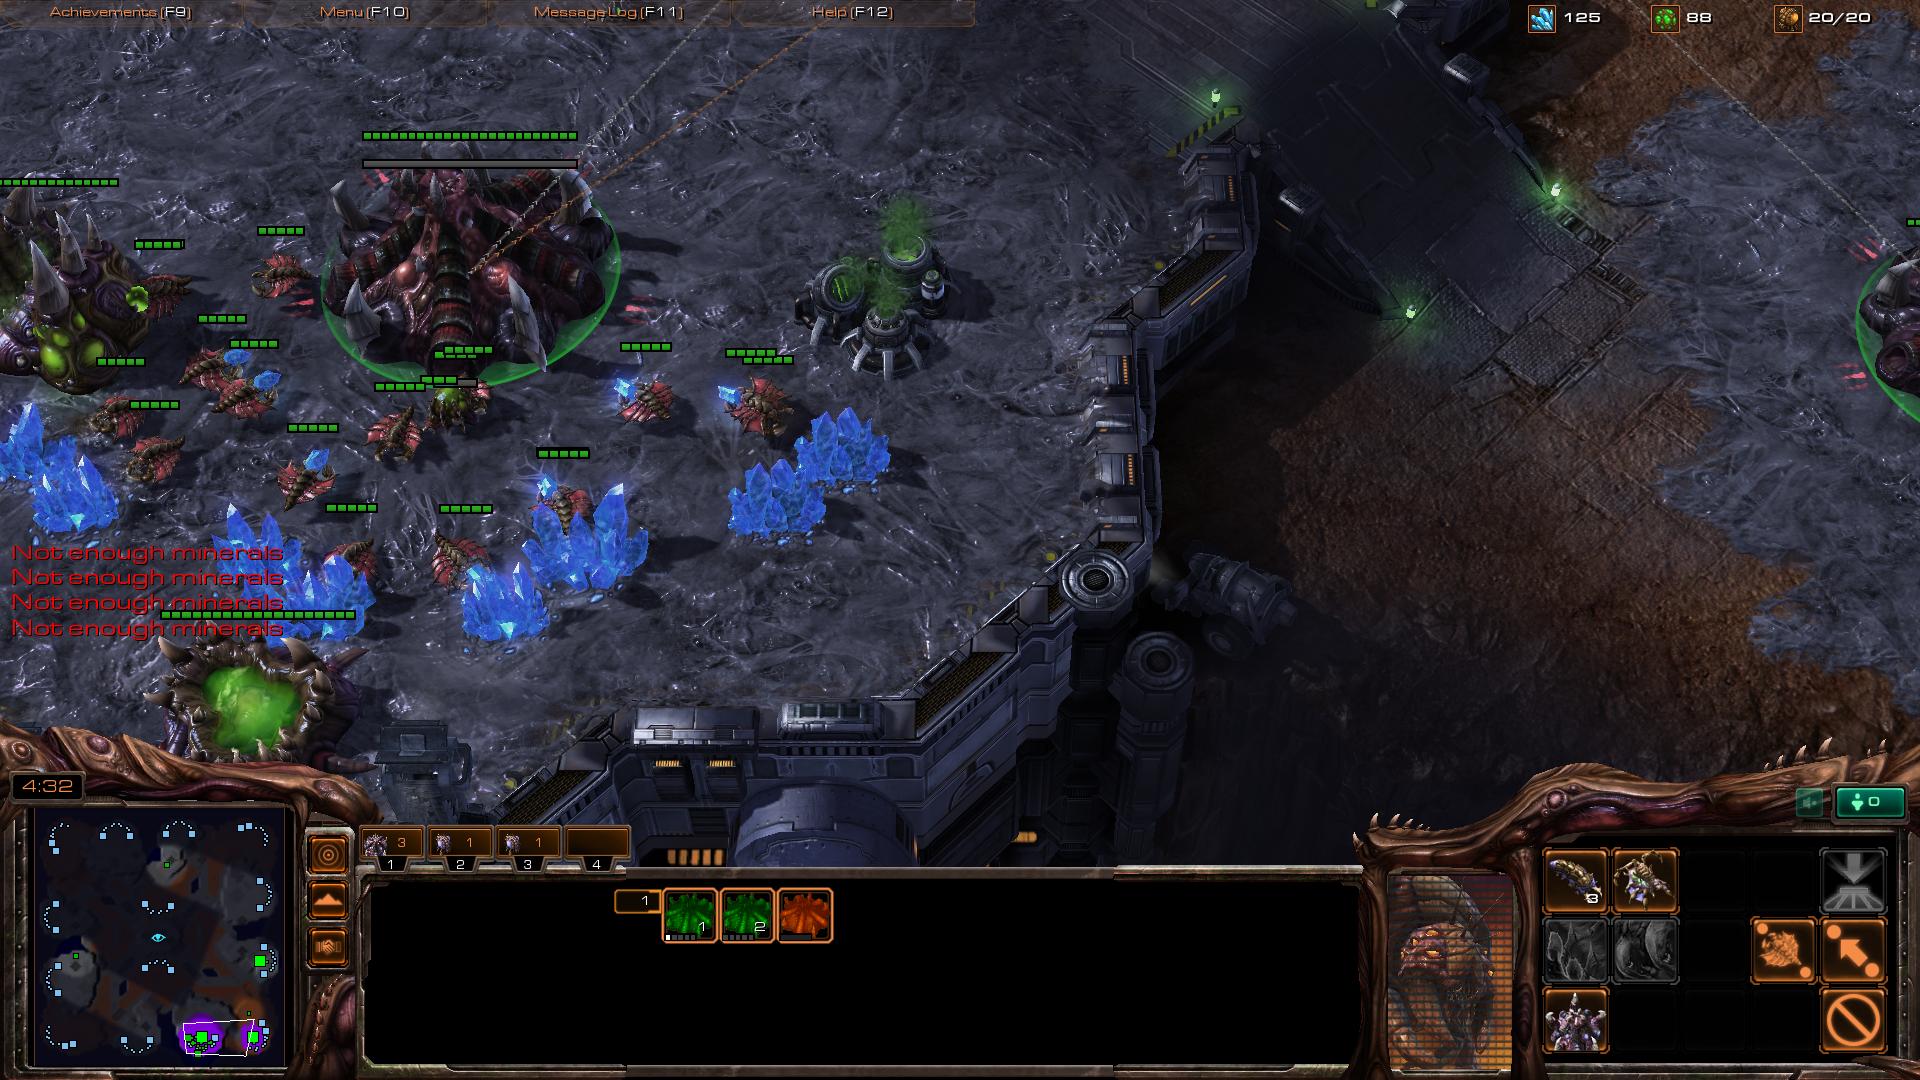 Achievements (F9) Menu (F10) Message Log (F11) Help (F12) 125 88 20/20
Not enough minerals
Not enough minerals
Not enough minerals
Not enough minerals
4:32
0
3 1 1
1 2 3 4
1 1 2
3